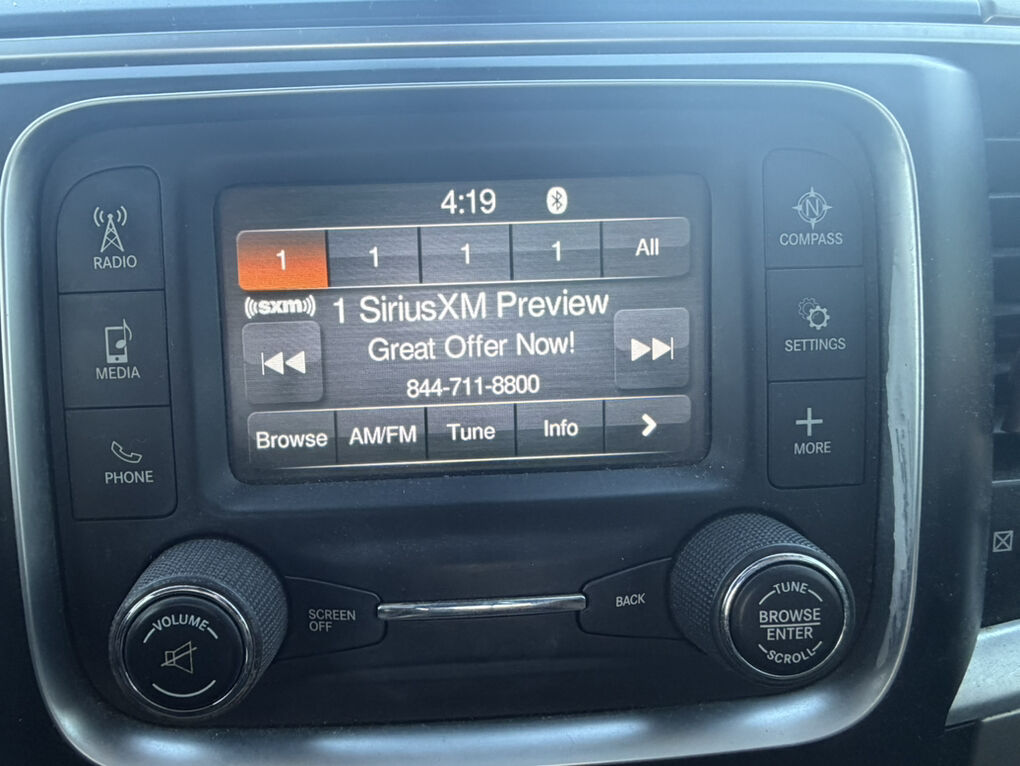 4:19
1 1 1 1 All
((sxm)) 1 SiriusXM Preview
Great Offer Now!
844-711-8800
Browse AM/FM Tune Info
RADIO
MEDIA
PHONE
N
COMPASS
SETTINGS
MORE
VOLUME
SCREEN
OFF
BACK
TUNE
BROWSE
ENTER
SCROLL